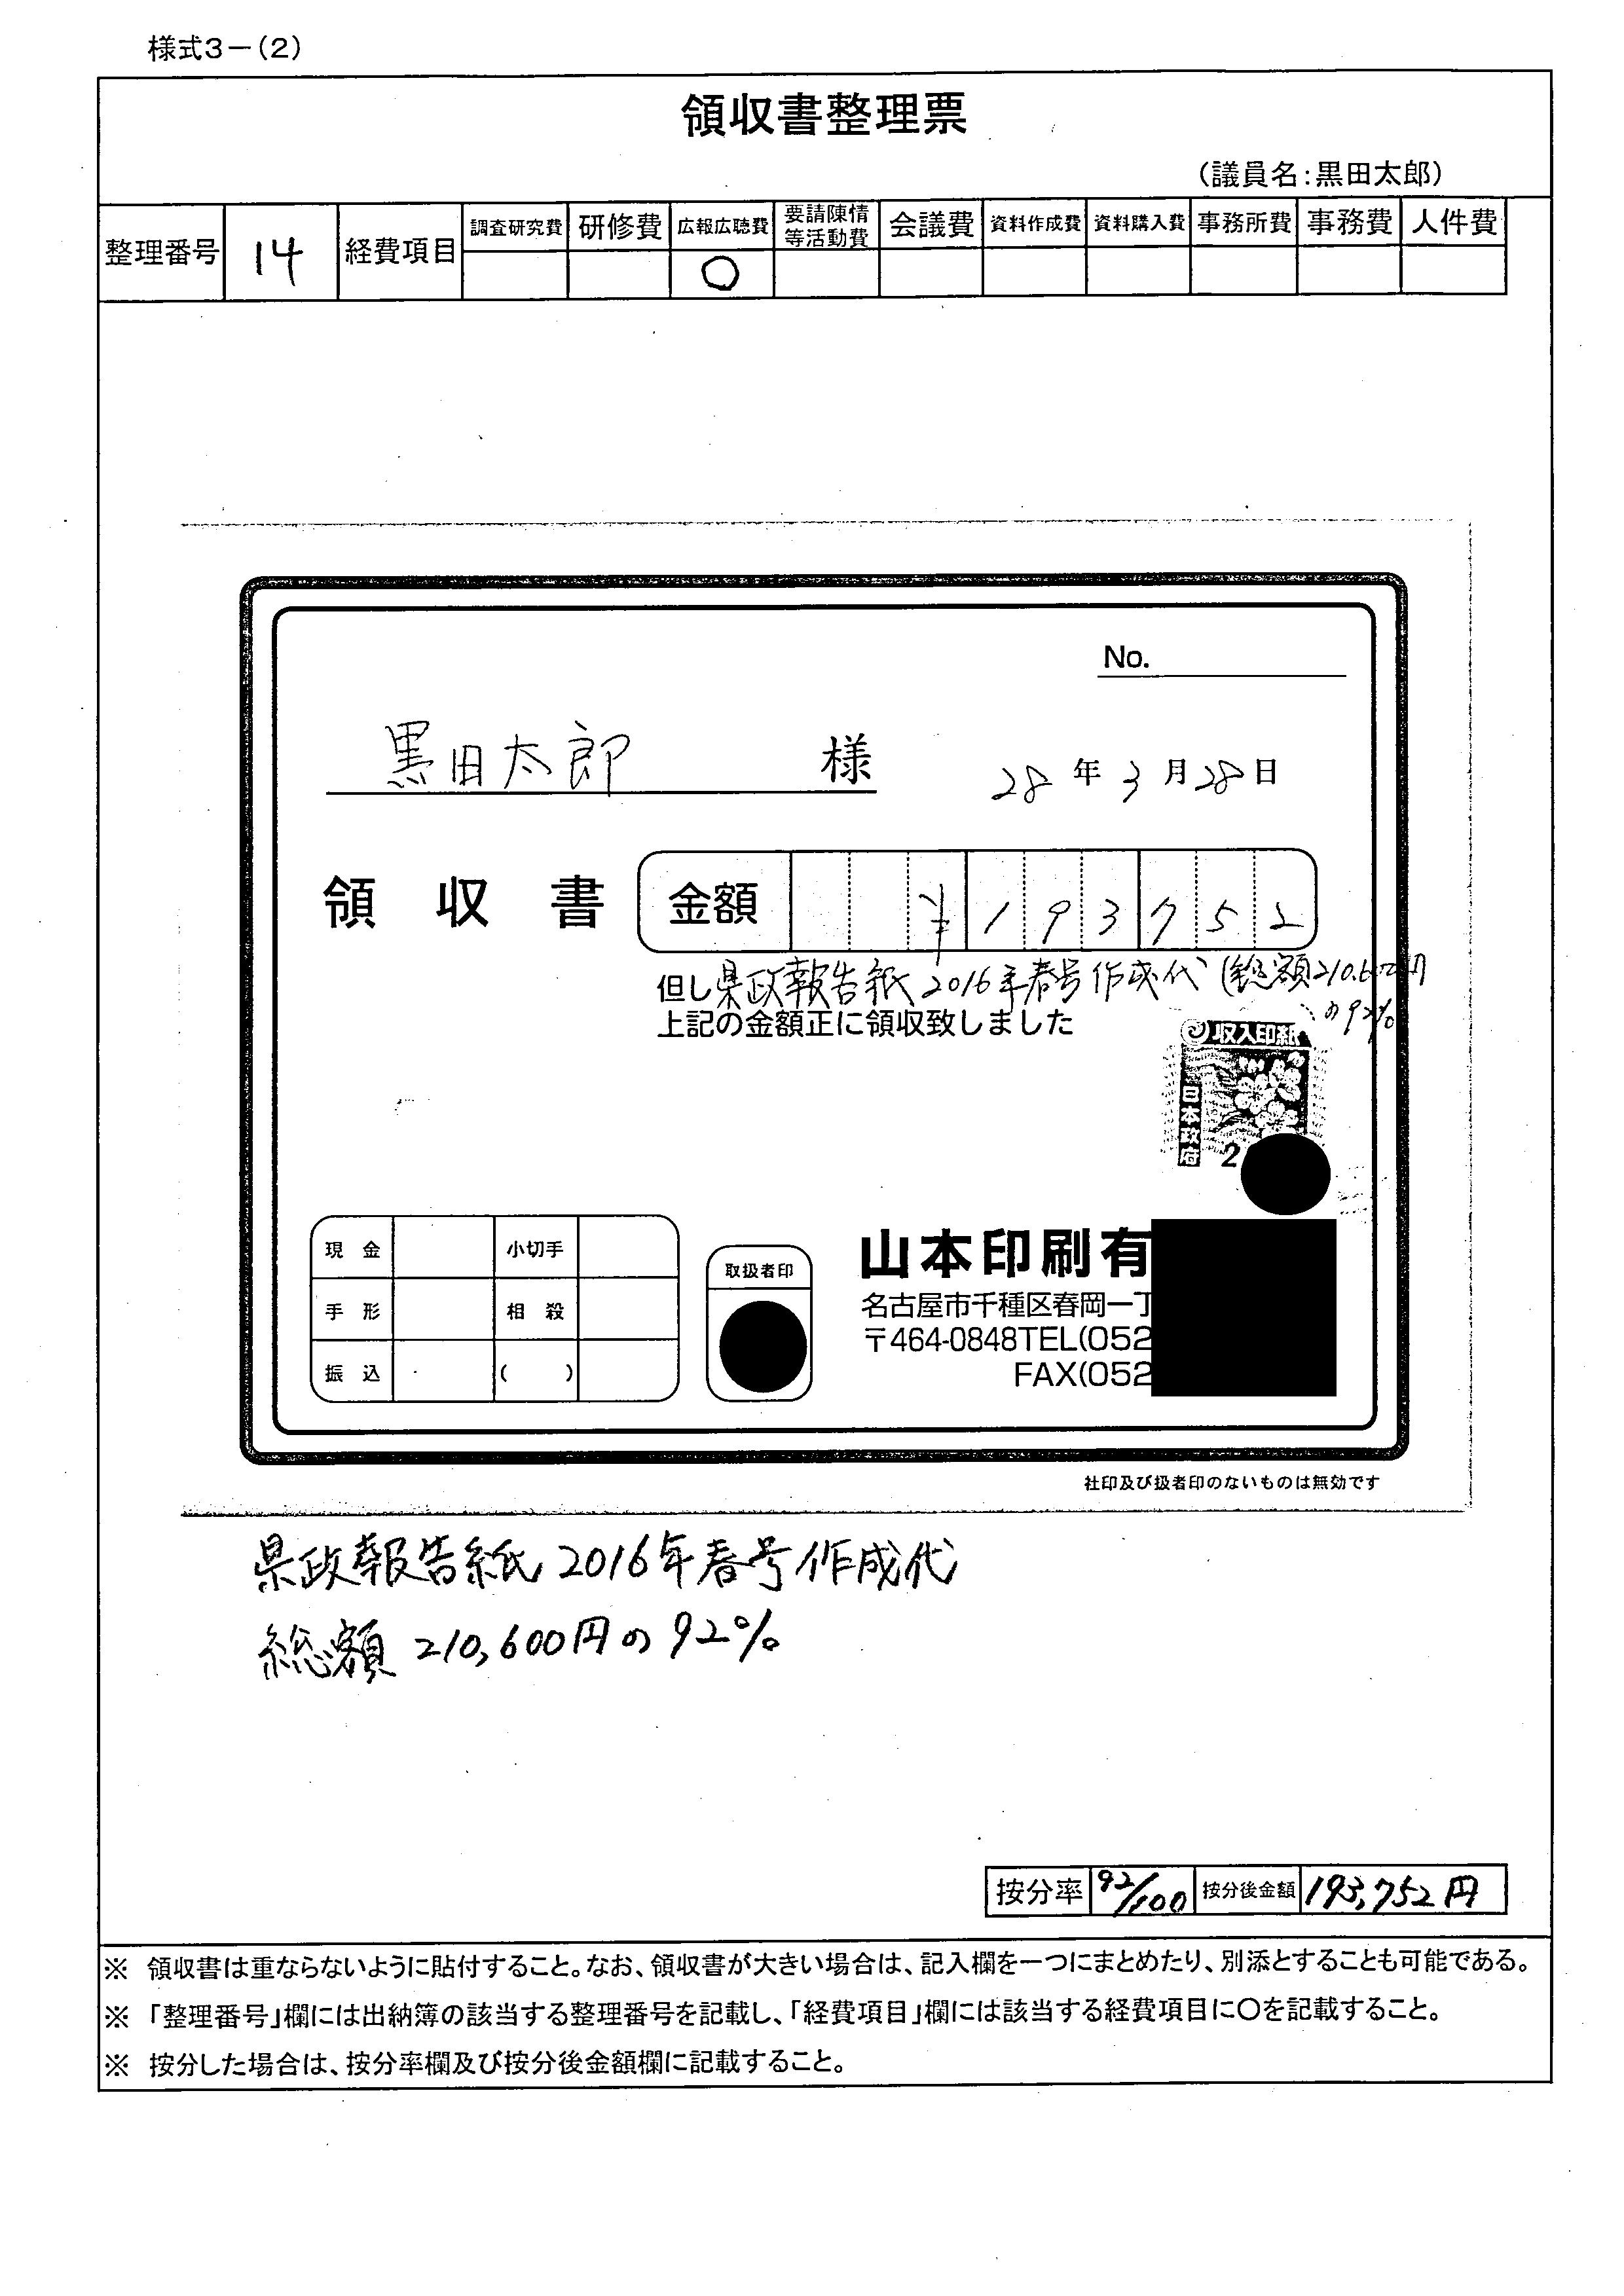 様式3－(2)
領収書整理票
(議員名:黒田太郎)
整理番号 14 経費項目 調査研究費 研修費 広報広聴費 要請陳情等活動費 会議費 資料作成費 資料購入費 事務所費 事務費 人件費
○
No.
黒田太郎 様 28年3月28日
領収書 金額 ¥193752
但し県政報告紙2016年春号作成代(総額210,600円
の92%
上記の金額正に領収致しました
収入印紙
日本政府
2
現金 小切手
手形 相殺
振込 ( )
取扱者印
山本印刷有
名古屋市千種区春岡一丁
〒464-0848TEL(052
FAX(052
社印及び扱者印のないものは無効です
県政報告紙2016年春号作成代
総額210,600円の92%
按分率 92/100 按分後金額 193,752円
※ 領収書は重ならないように貼付すること。なお、領収書が大きい場合は、記入欄を一つにまとめたり、別添とすることも可能である。
※ 「整理番号」欄には出納簿の該当する整理番号を記載し、「経費項目」欄には該当する経費項目に○を記載すること。
※ 按分した場合は、按分率欄及び按分後金額欄に記載すること。